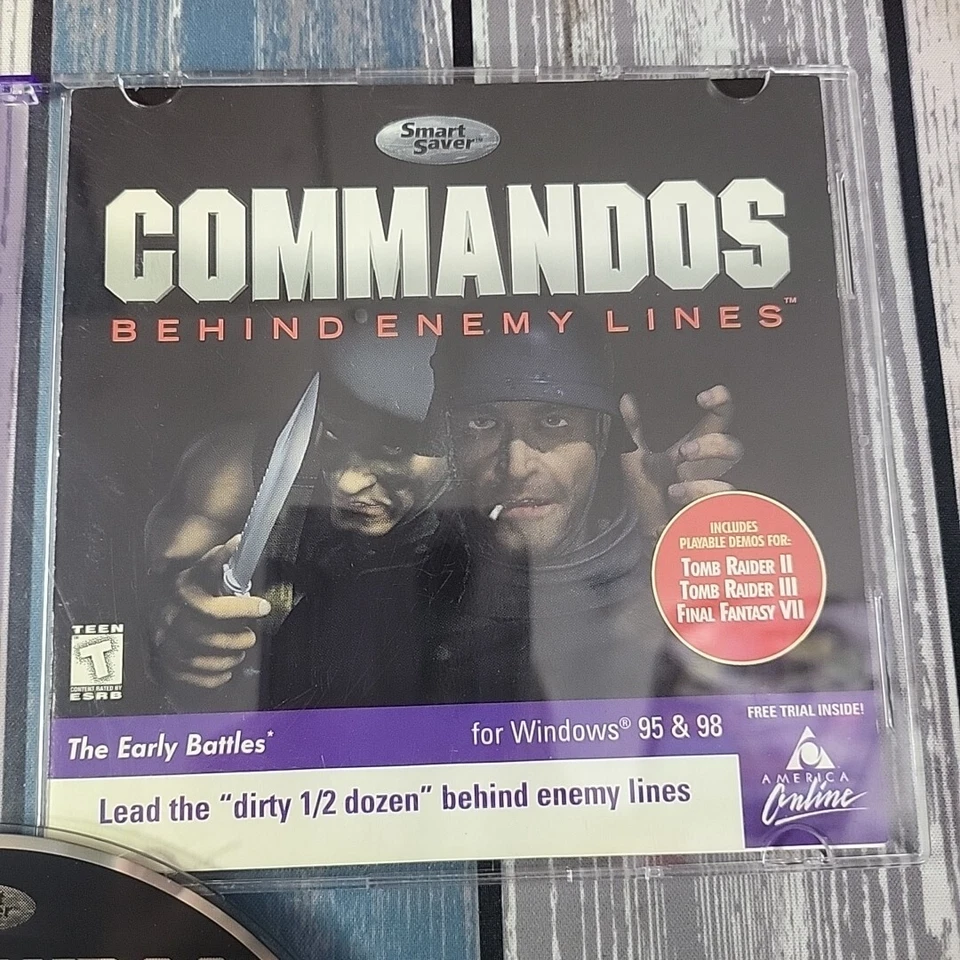 Smart
Saver™
COMMANDOS
BEHIND ENEMY LINES™
INCLUDES
PLAYABLE DEMOS FOR:
TOMB RAIDER II
TOMB RAIDER III
FINAL FANTASY VII
TEEN
T
CONTENT RATED BY
ESRB
The Early Battles*
for Windows® 95 & 98
FREE TRIAL INSIDE!
AMERICA
Online
Lead the "dirty 1/2 dozen" behind enemy lines